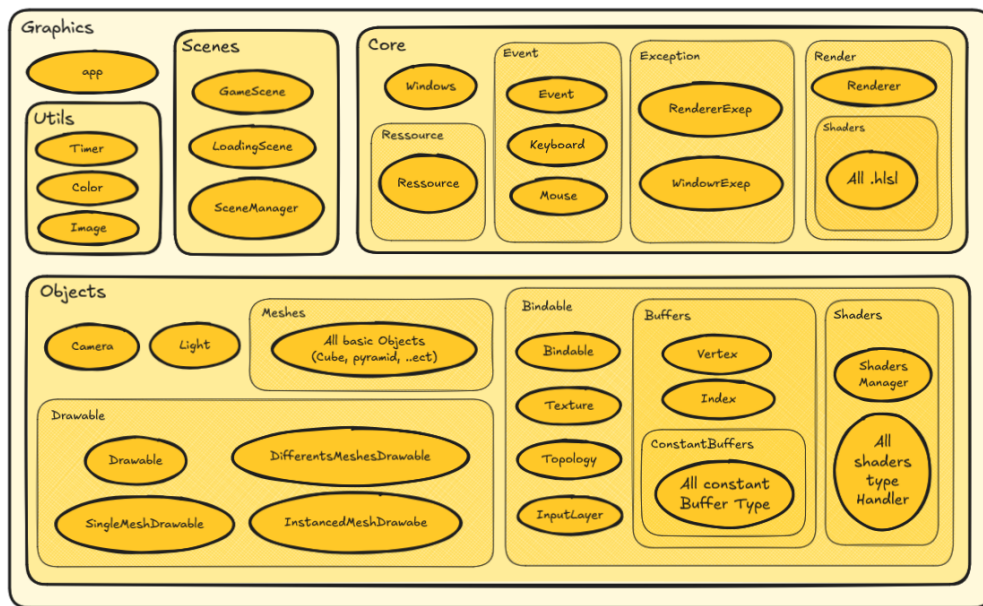 Graphics
app
Utils
Timer
Color
Image
Scenes
GameScene
LoadingScene
SceneManager
Core
Windows
Ressource
Ressource
Event
Event
Keyboard
Mouse
Exception
RendererExep
WindowrExep
Render
Renderer
Shaders
All .hlsl
Objects
Camera
Light
Meshes
All basic Objects
(Cube, pyramid, ..ect)
Drawable
Drawable
DifferentsMeshesDrawable
SingleMeshDrawable
InstancedMeshDrawabe
Bindable
Bindable
Texture
Topology
InputLayer
Buffers
Vertex
Index
ConstantBuffers
All constant
Buffer Type
Shaders
Shaders
Manager
All
shaders
type
Handler